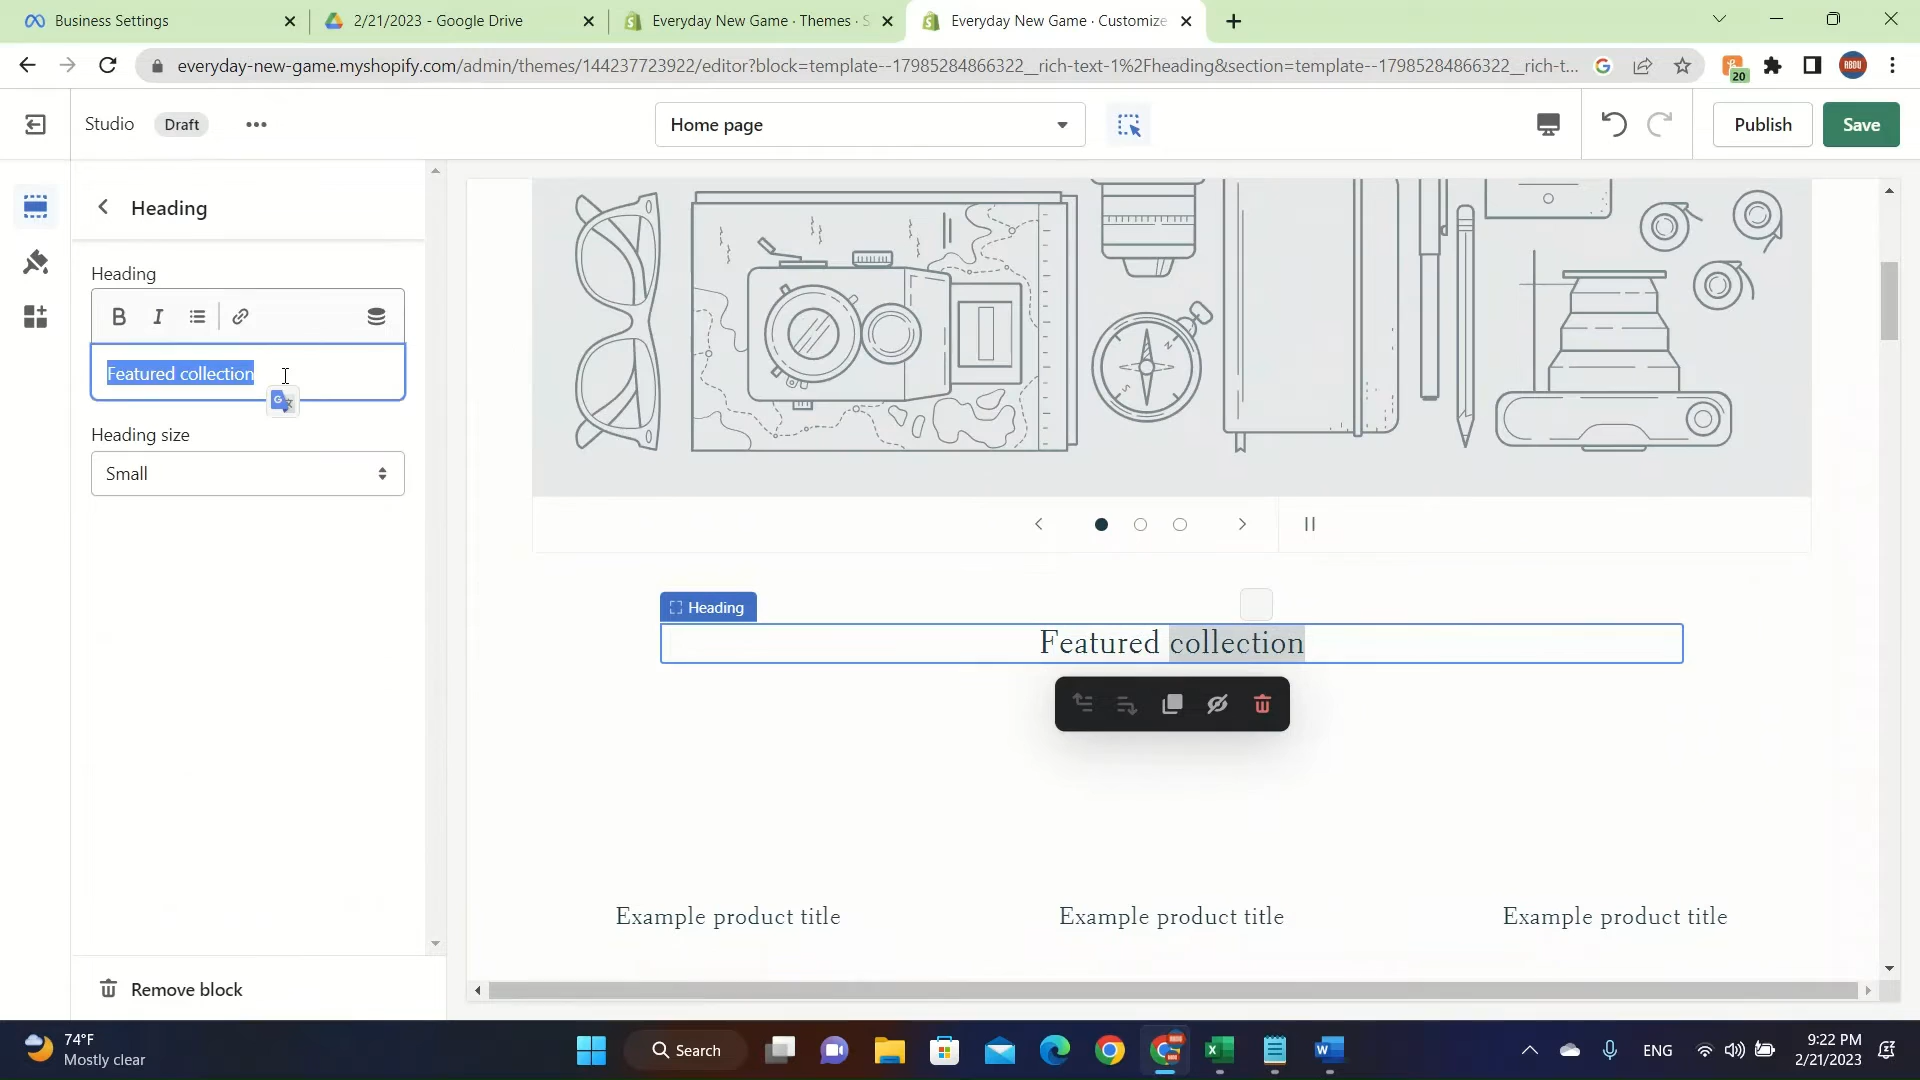 Business Settings
2/21/2023 - Google Drive
Everyday New Game · Themes · S
Everyday New Game · Customize
everyday-new-game.myshopify.com/admin/themes/144237723922/editor?block=template--17985284866322__rich-text-1%2Fheading&section=template--17985284866322__rich-t...
20
ABDU
Studio
Draft
Home page
Publish
Save
Heading
Heading
B I
Featured collection
Heading size
Small
Remove block
N
S
Heading
Featured collection
Example product title
Example product title
Example product title
74°F
Mostly clear
Search
ENG
9:22 PM
2/21/2023